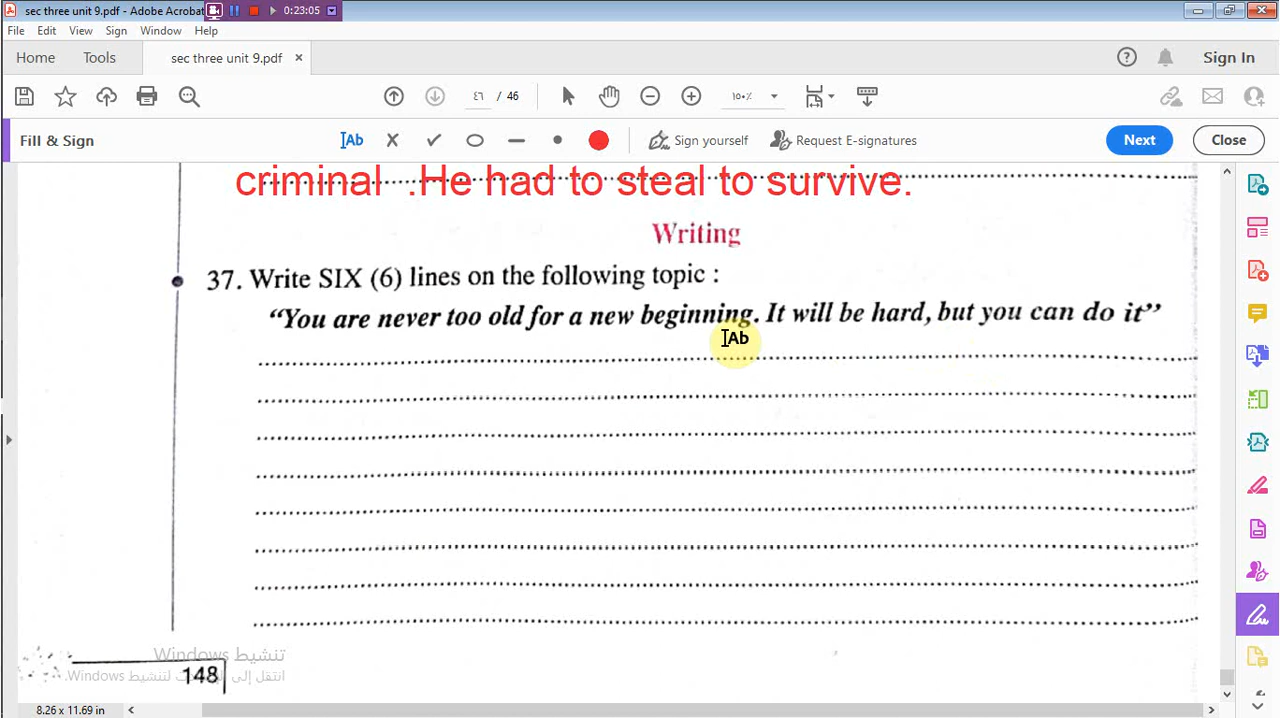 sec three unit 9.pdf - Adobe Acrobat
0:23:05
File Edit View Sign Window Help
Home Tools sec three unit 9.pdf × Sign In
٤٦ / 46 ١٥٠٪
Fill & Sign Ab Sign yourself Request E-signatures Next Close
criminal .He had to steal to survive.
Writing
37. Write SIX (6) lines on the following topic :
“You are never too old for a new beginning. It will be hard, but you can do it”
Ab
تنشيط Windows
148
8.26 x 11.69 in